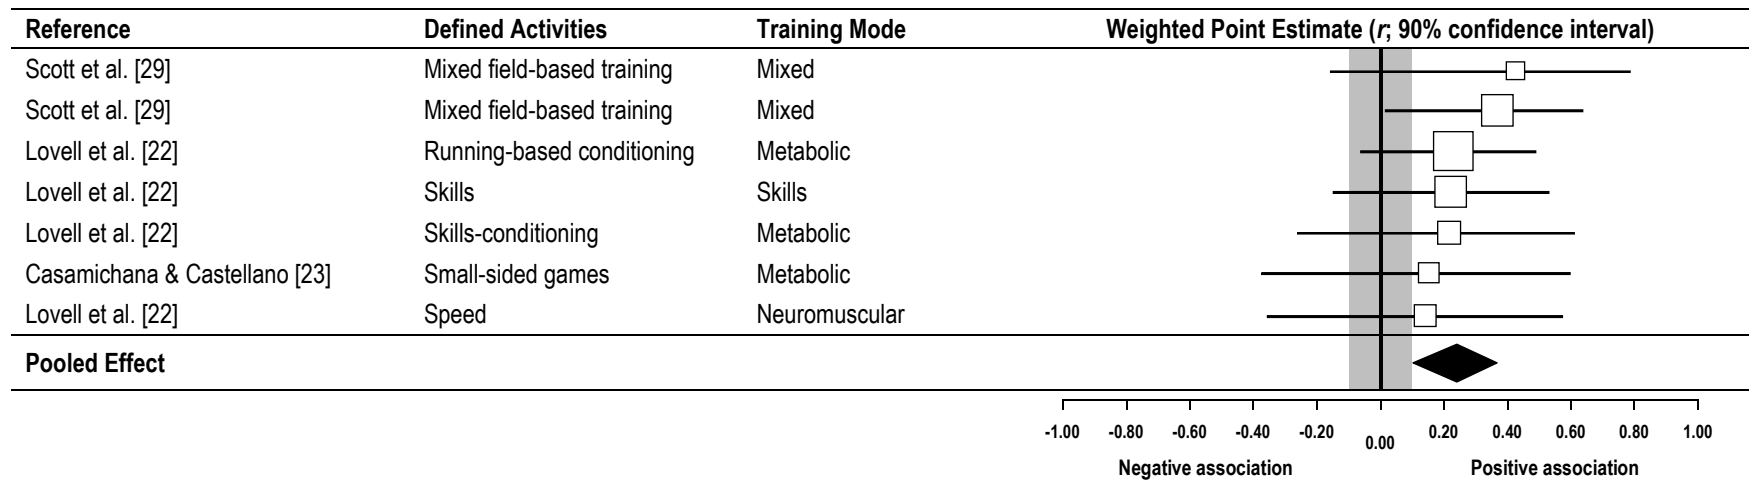 Reference Defined Activities Training Mode Weighted Point Estimate (r; 90% confidence interval)
Scott et al. [29] Mixed field-based training Mixed
Scott et al. [29] Mixed field-based training Mixed
Lovell et al. [22] Running-based conditioning Metabolic
Lovell et al. [22] Skills Skills
Lovell et al. [22] Skills-conditioning Metabolic
Casamichana & Castellano [23] Small-sided games Metabolic
Lovell et al. [22] Speed Neuromuscular
Pooled Effect
-1.00 -0.80 -0.60 -0.40 -0.20 0.00 0.20 0.40 0.60 0.80 1.00
Negative association Positive association